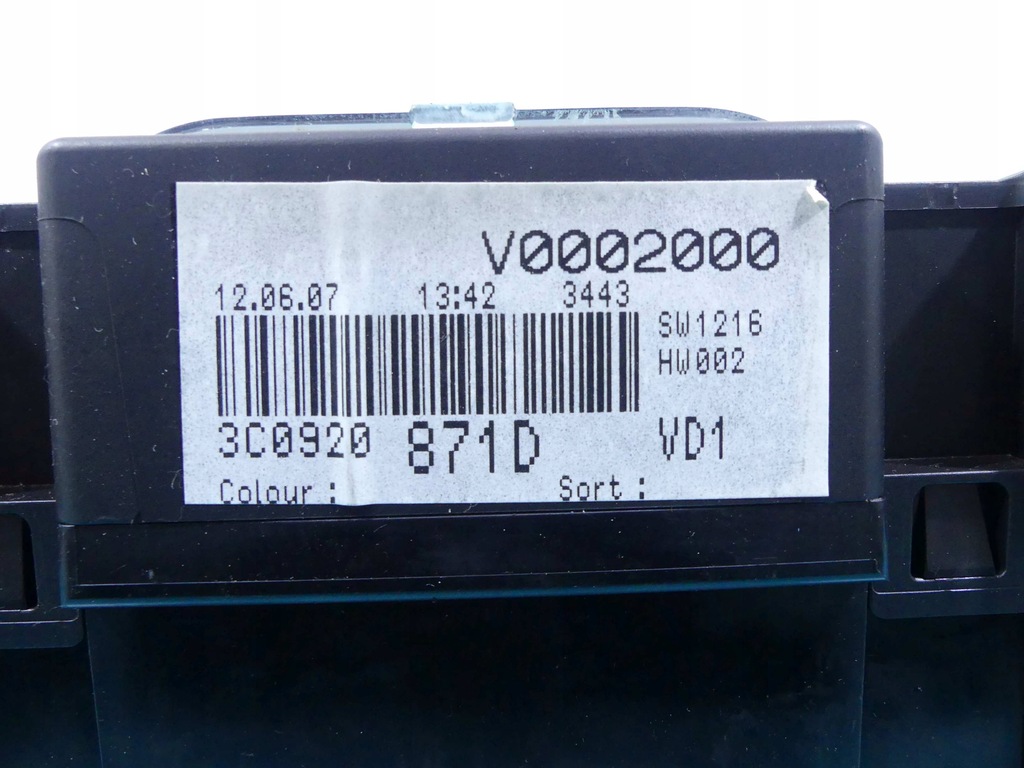 V0002000
12.06.07 13:42 3443
SW1216
HW002
3C0920 871D VD1
Colour : Sort :